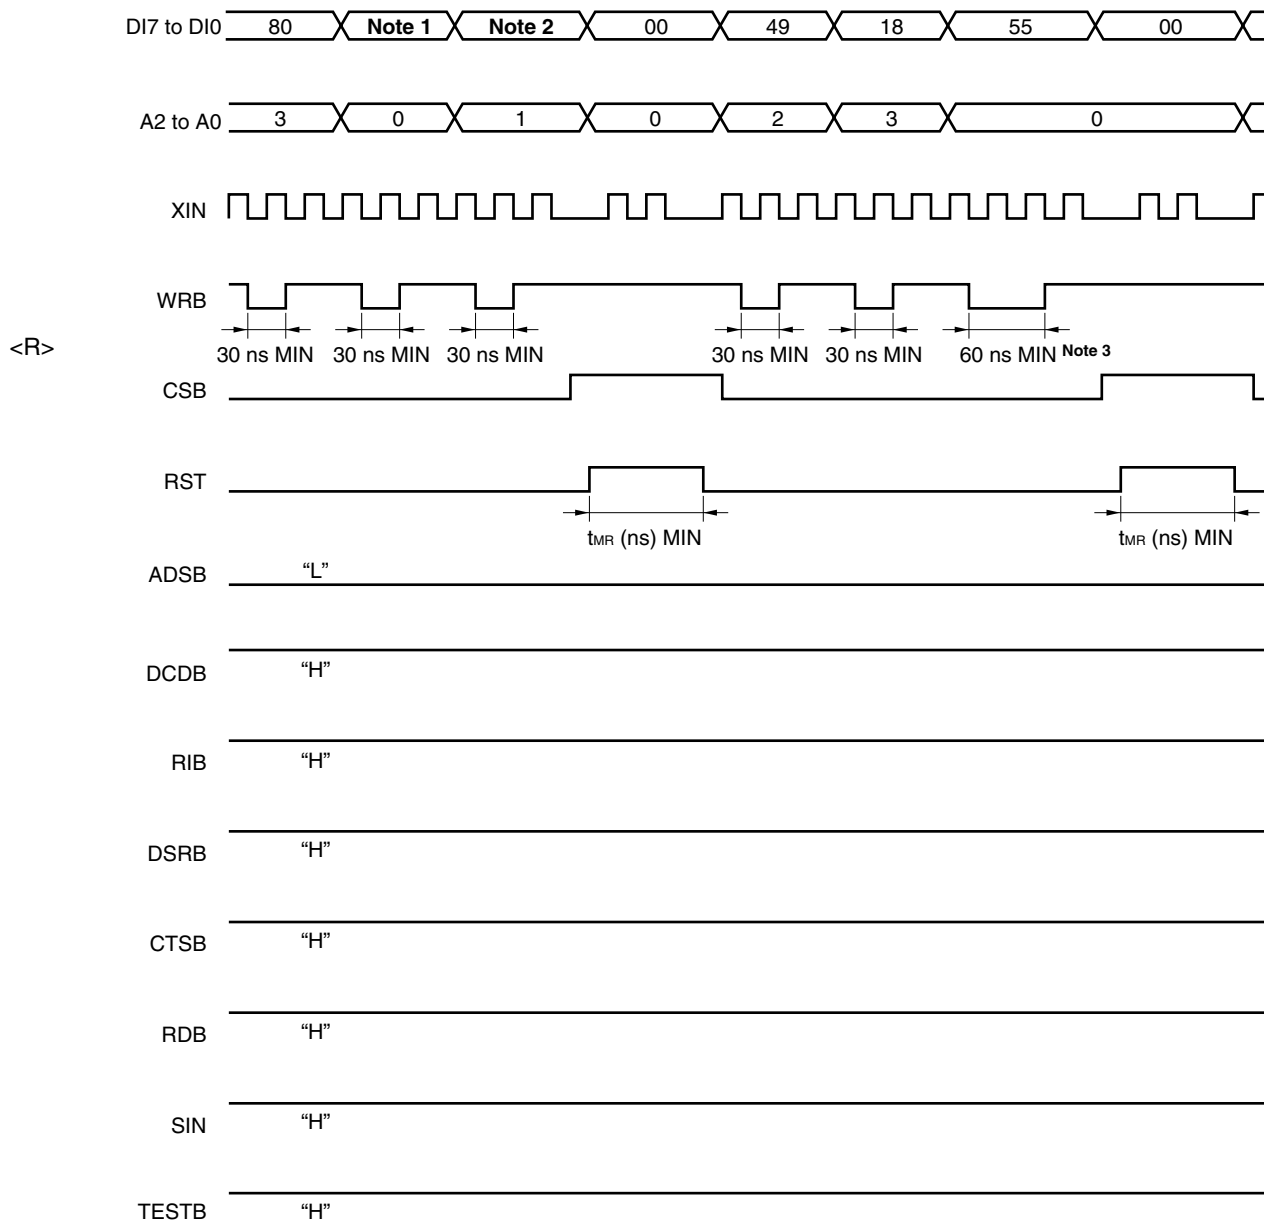 DI7 to DI0 80 Note 1 Note 2 00 49 18 55 00
A2 to A0 3 0 1 0 2 3 0
XIN
WRB
<R> 30 ns MIN 30 ns MIN 30 ns MIN 30 ns MIN 30 ns MIN 60 ns MIN Note 3
CSB
RST
tMR (ns) MIN tMR (ns) MIN
ADSB “L”
DCDB “H”
RIB “H”
DSRB “H”
CTSB “H”
RDB “H”
SIN “H”
TESTB “H”